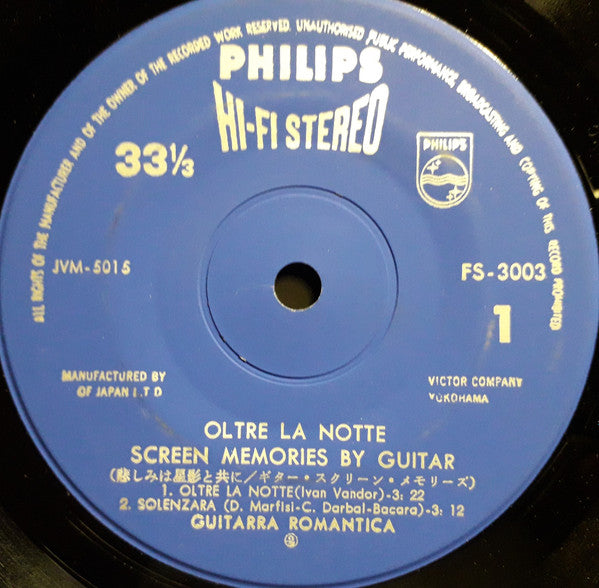 ALL RIGHTS OF THE MANUFACTURER AND OF THE OWNER OF THE RECORDED WORK RESERVED. UNAUTHORISED PUBLIC PERFORMANCE, BROADCASTING AND COPYING OF THIS RECORD PROHIBITED
PHILIPS
HI-FI STEREO
33⅓
PHILIPS
JVM-5015
FS-3003
1
MANUFACTURED BY
VICTOR COMPANY
OF JAPAN L.T D
YOKOHAMA
OLTRE LA NOTTE
SCREEN MEMORIES BY GUITAR
(悲しみは星影と共に/ギター・スクリーン・メモリーズ)
1. OLTRE LA NOTTE(Ivan Vandor)-3: 22
2. SOLENZARA (D. Marfisi-C. Darbal-Bacara)-3: 12
GUITARRA ROMANTICA